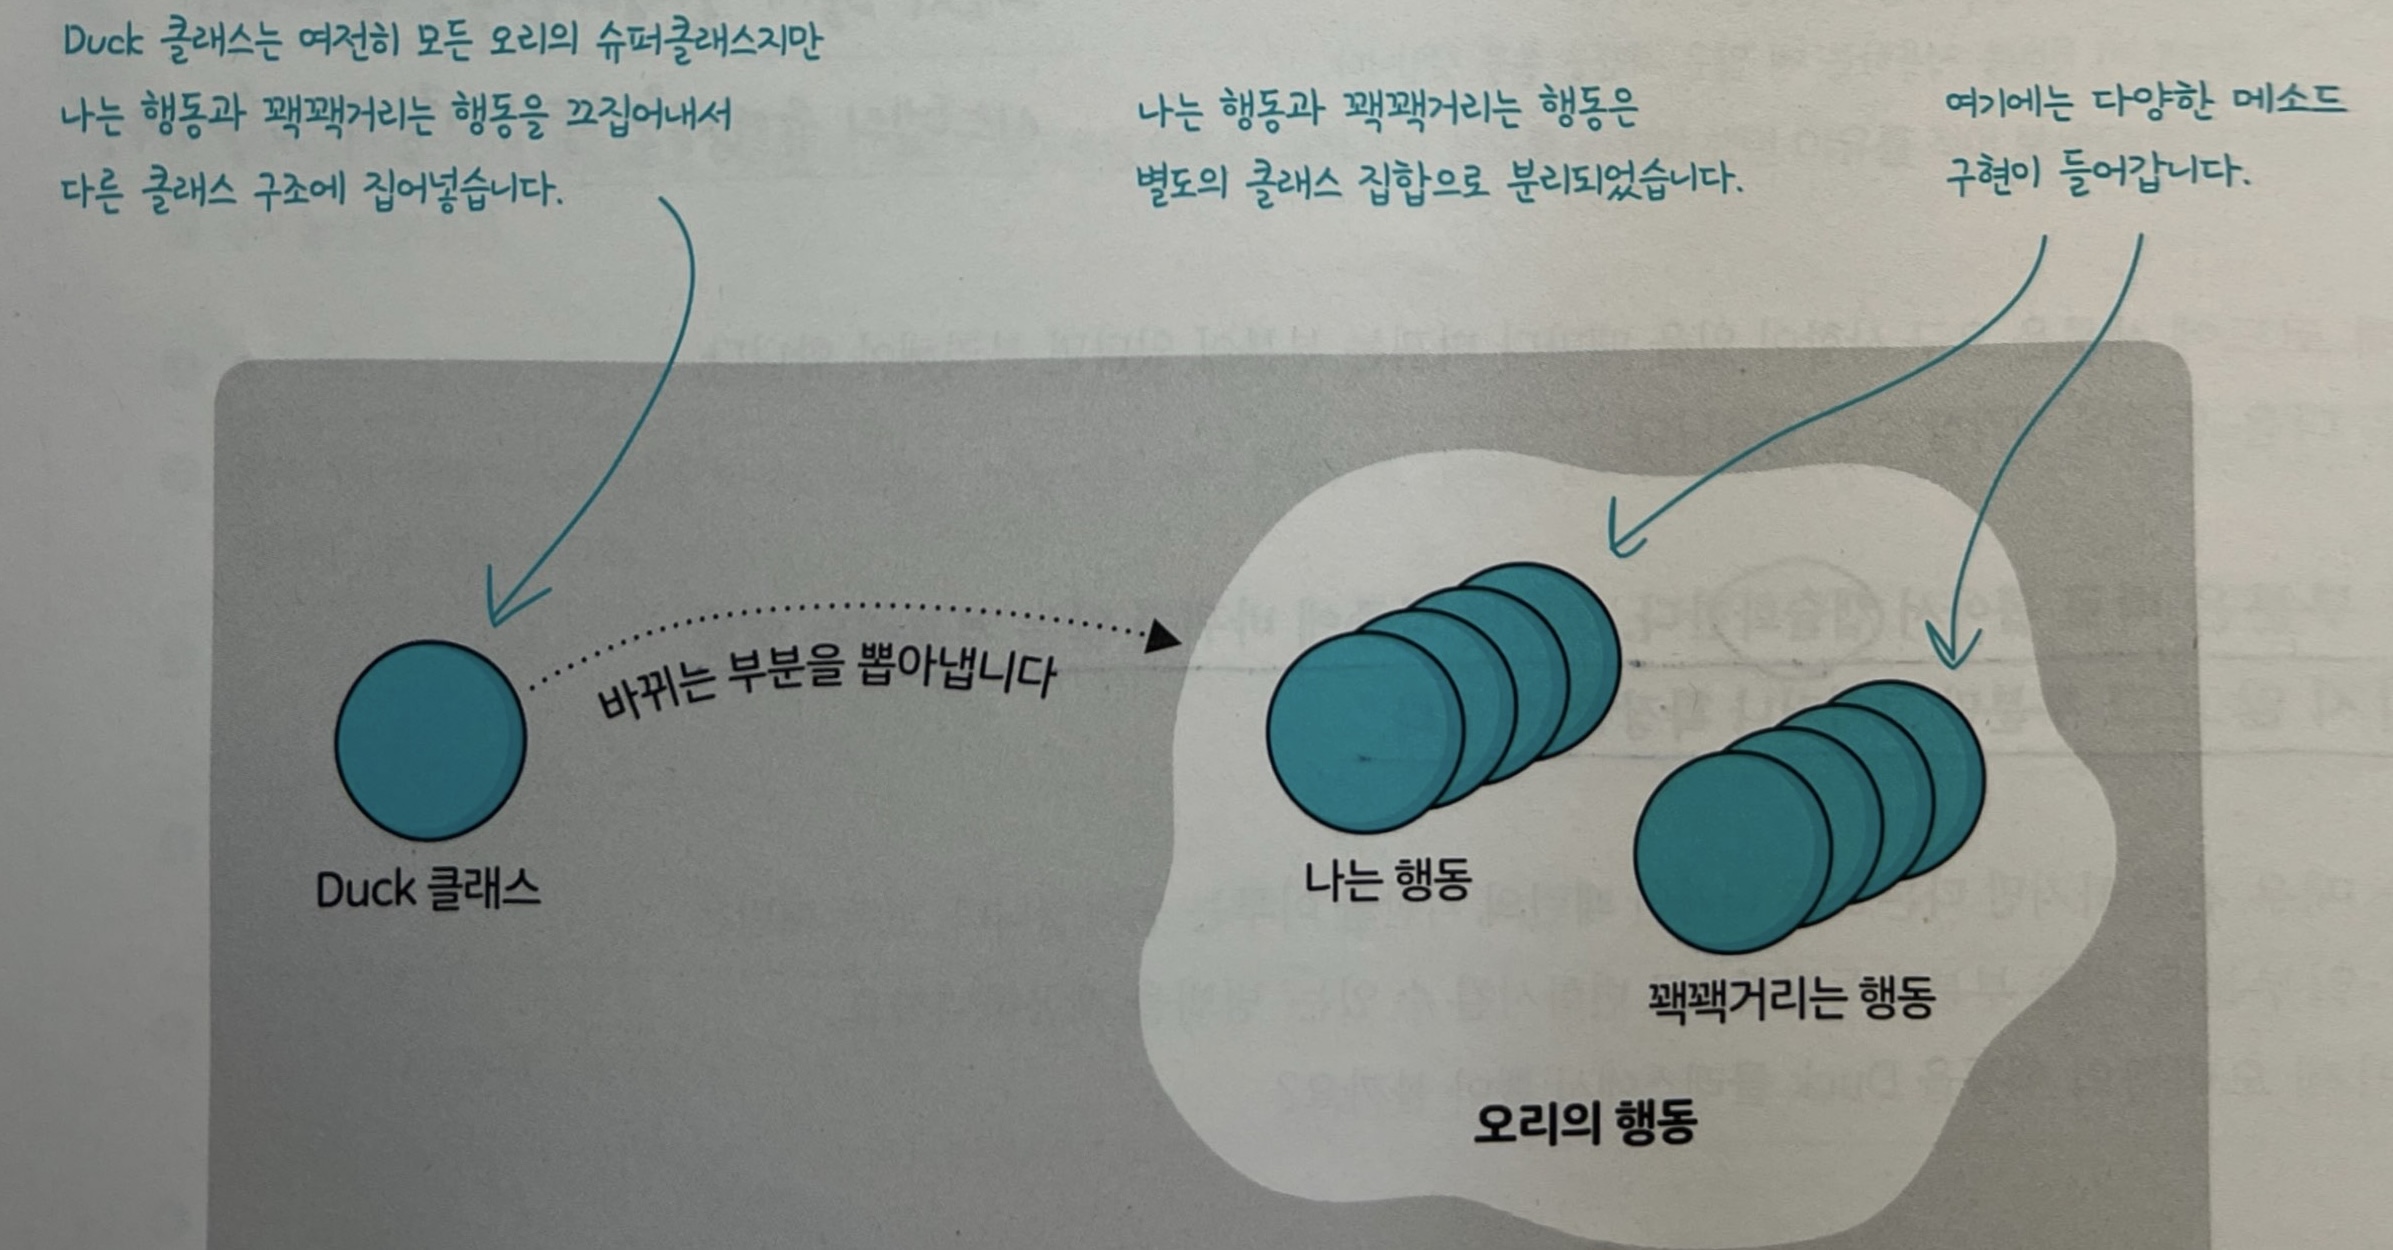 Duck 클래스는 여전히 모든 오리의 슈퍼클래스지만
나는 행동과 꽥꽥거리는 행동을 끄집어내서
다른 클래스 구조에 집어넣습니다.
나는 행동과 꽥꽥거리는 행동은
별도의 클래스 집합으로 분리되었습니다.
여기에는 다양한 메소드
구현이 들어갑니다.
바뀌는 부분을 뽑아냅니다
Duck 클래스
나는 행동
꽥꽥거리는 행동
오리의 행동